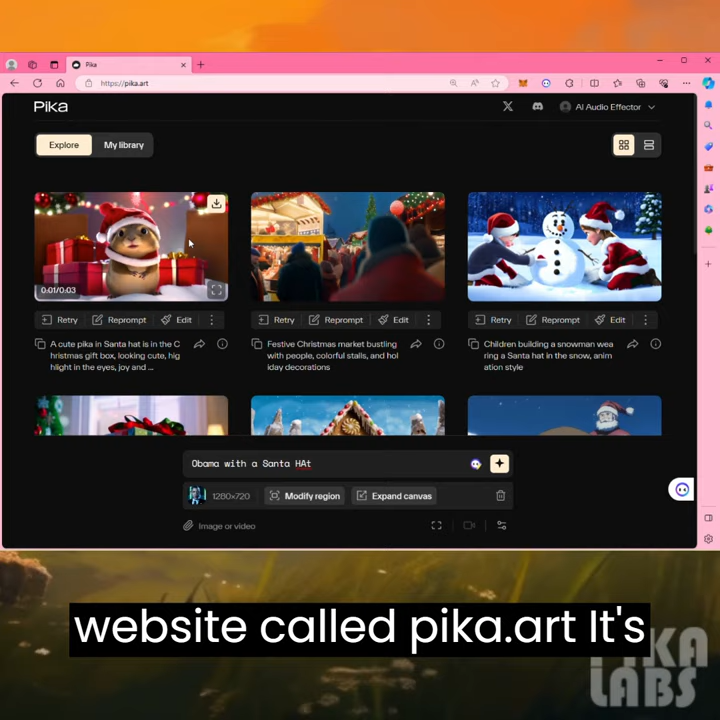 Pika
https://pika.art
Pika
AI Audio Effector
Explore
My library
0:01/0:03
Retry
Reprompt
Edit
Retry
Reprompt
Edit
Retry
Reprompt
Edit
A cute pika in Santa hat is in the C
hristmas gift box, looking cute, hig
hlight in the eyes, joy and ...
Festive Christmas market bustling
with people, colorful stalls, and hol
iday decorations
Children building a snowman wea
ring a Santa hat in the snow, anim
ation style
Obama with a Santa HAt
1280×720
Modify region
Expand canvas
Image or video
website called pika.art It's
PIKA
LABS